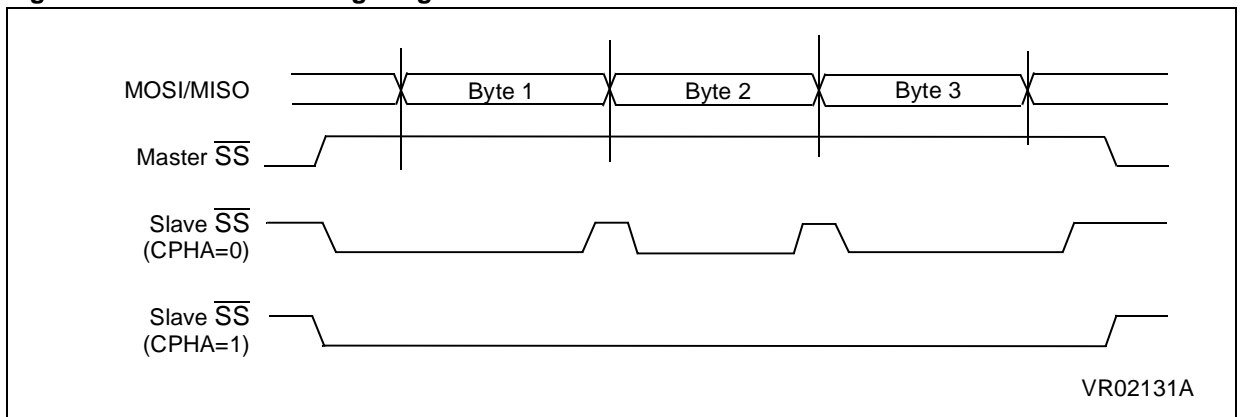 MOSI/MISO
Byte 1
Byte 2
Byte 3
Master SS
Slave SS
(CPHA=0)
Slave SS
(CPHA=1)
VR02131A